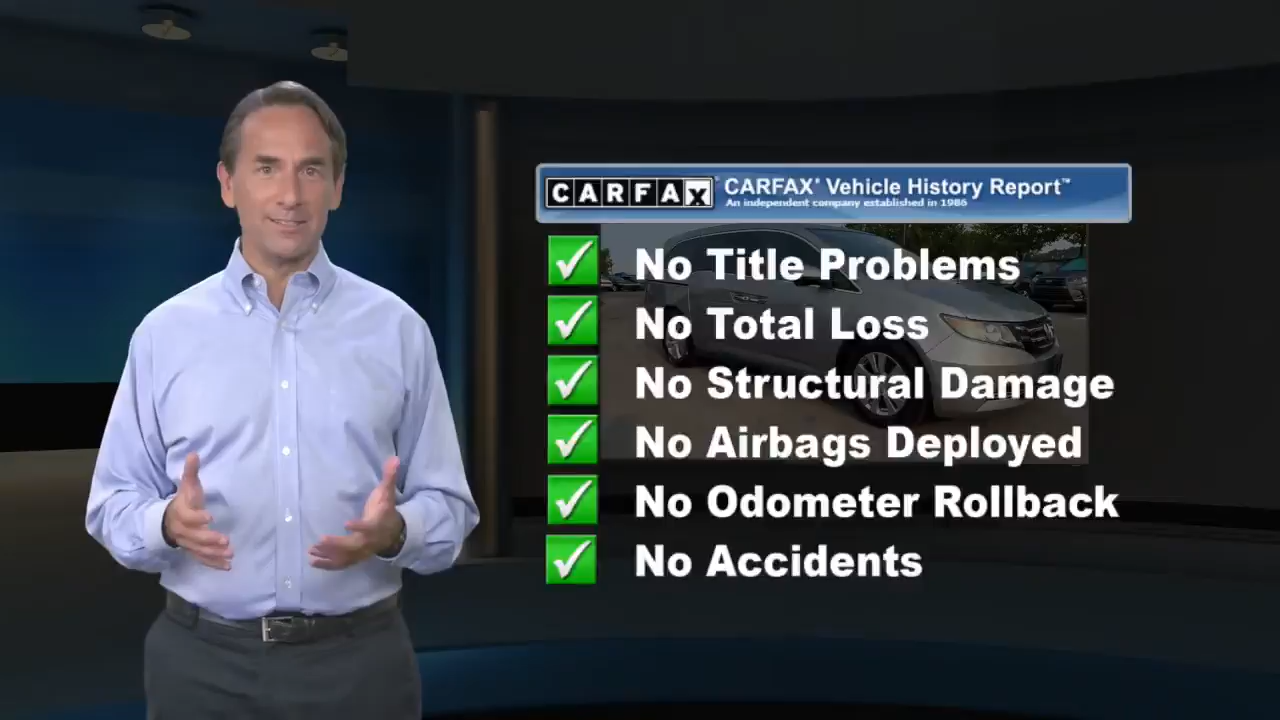 CARFAX CARFAX® Vehicle History Report™
An independent company established in 1986
No Title Problems
No Total Loss
No Structural Damage
No Airbags Deployed
No Odometer Rollback
No Accidents